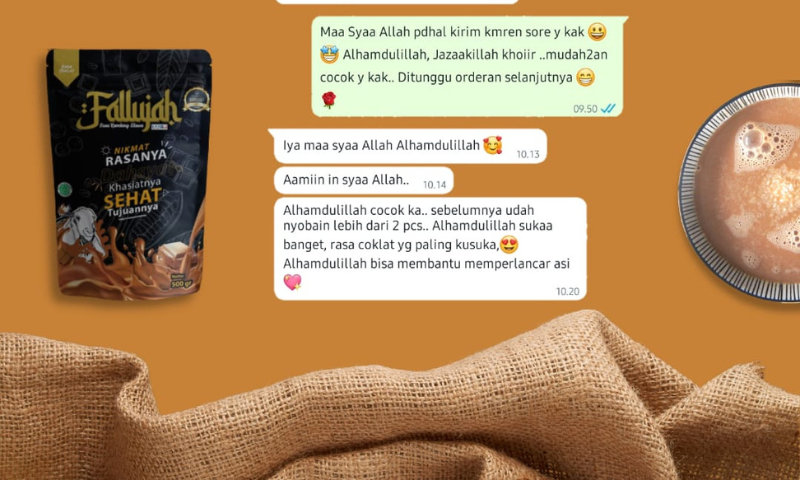 Maa Syaa Allah pdhal kirim kmren sore y kak 😀
🤩 Alhamdulillah, Jazaakillah khoiir ..mudah2an
cocok y kak.. Ditunggu orderan selanjutnya 😁
🌹
09.50
Iya maa syaa Allah Alhamdulillah 🥰
10.13
Aamiin in syaa Allah..
10.14
Alhamdulillah cocok ka.. sebelumnya udah
nyobain lebih dari 2 pcs.. Alhamdulillah sukaa
banget, rasa coklat yg paling kusuka,😍
Alhamdulillah bisa membantu memperlancar asi
💖
10.20
Fallujah
Susu Kambing Etawa
NIKMAT
RASANYA
Khasiatnya
SEHAT
Tujuannya
500 gr